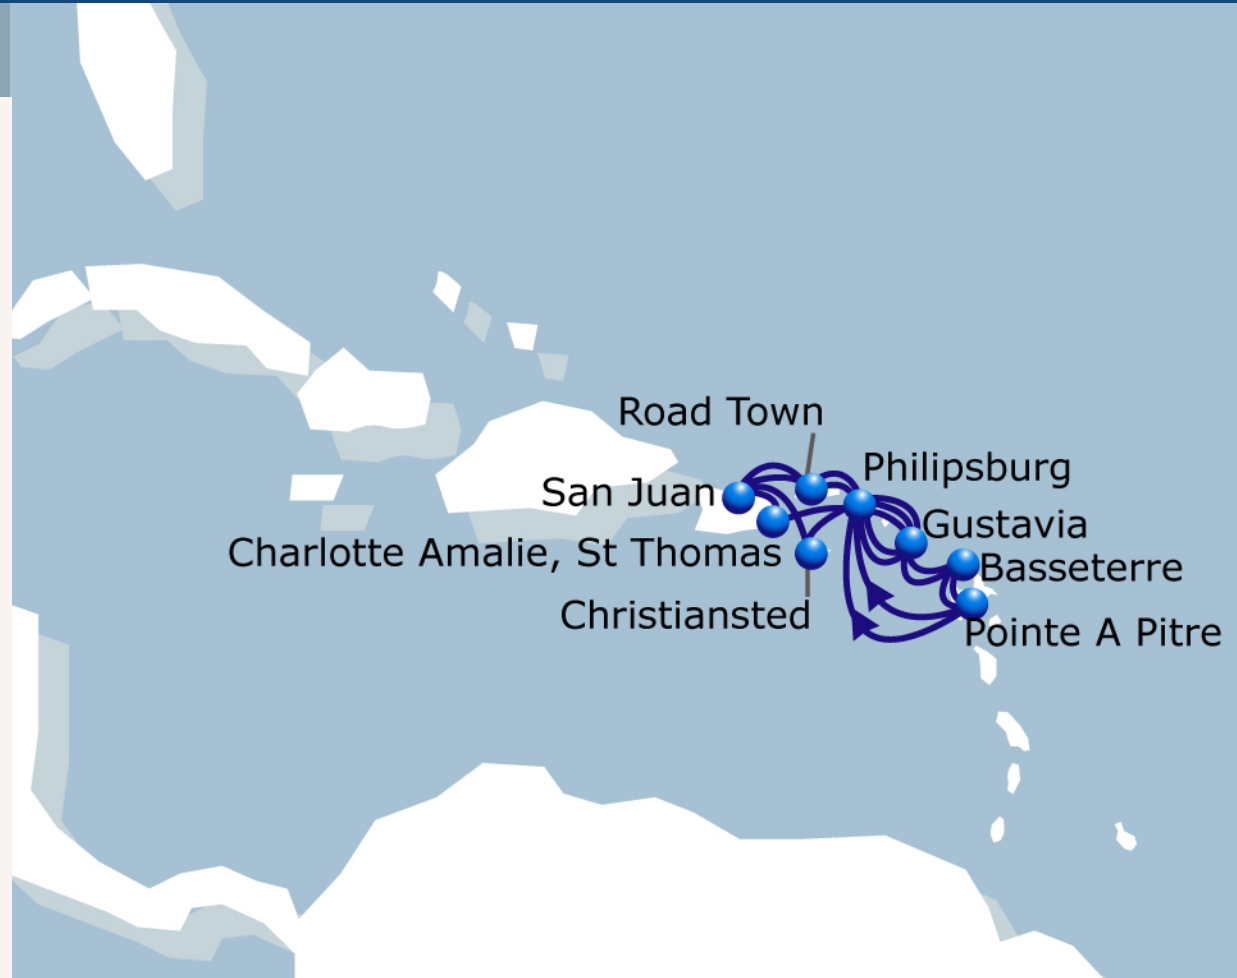 Road Town
Philipsburg
San Juan
Gustavia
Charlotte Amalie, St Thomas
Basseterre
Christiansted
Pointe A Pitre